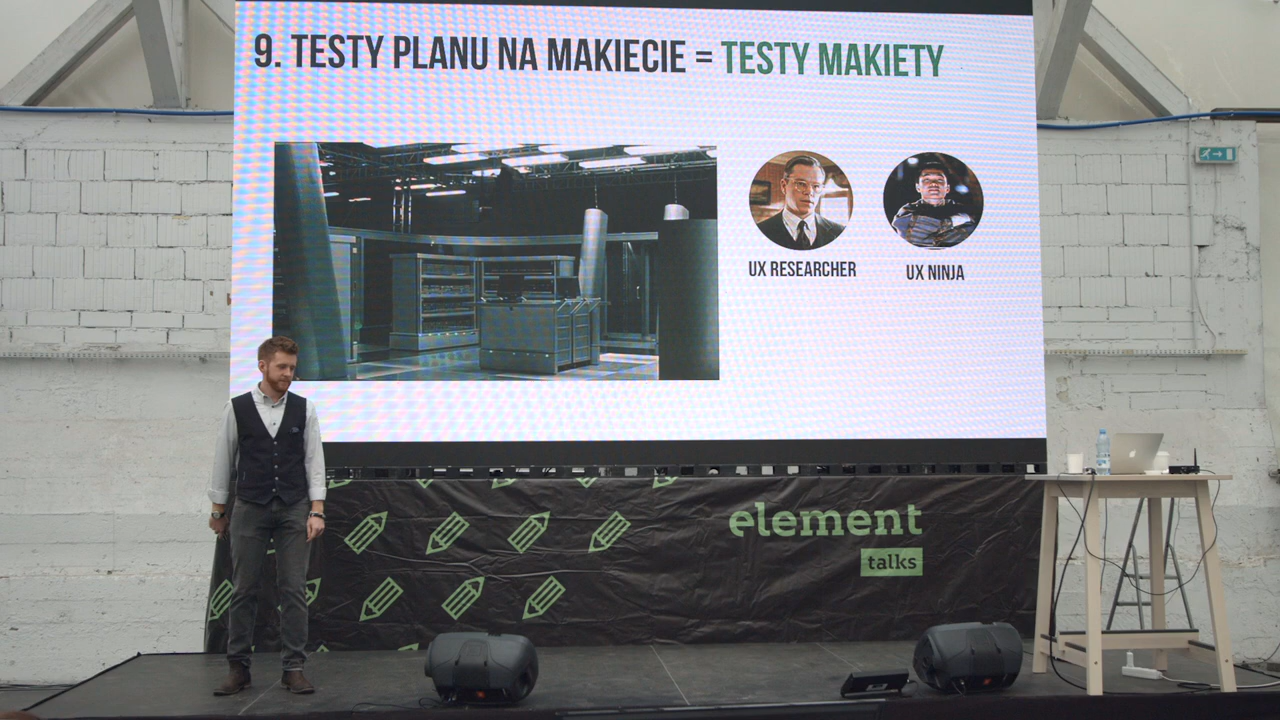 9. TESTY PLANU NA MAKIECIE = TESTY MAKIETY
UX RESEARCHER
UX NINJA
element
talks